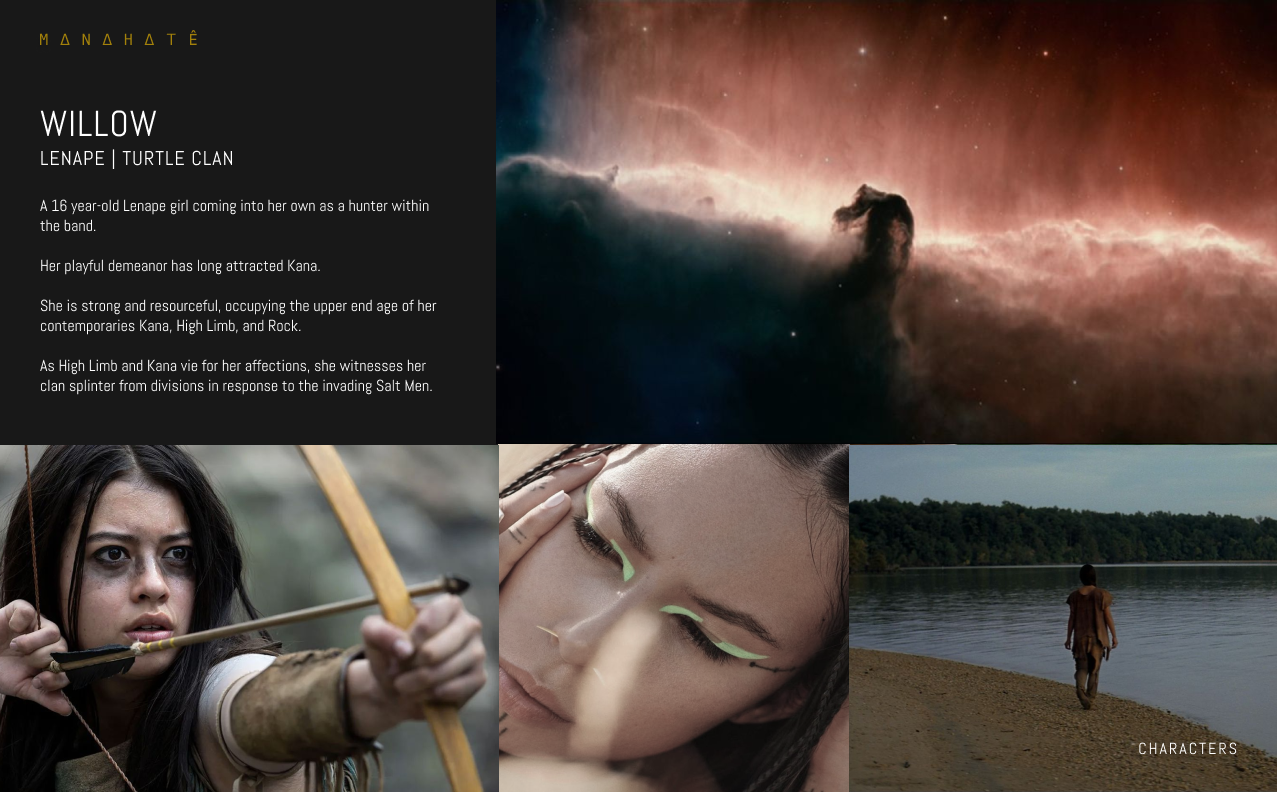 MANAHATÊ
WILLOW
LENAPE | TURTLE CLAN
A 16 year-old Lenape girl coming into her own as a hunter within
the band.
Her playful demeanor has long attracted Kana.
She is strong and resourceful, occupying the upper end age of her
contemporaries Kana, High Limb, and Rock.
As High Limb and Kana vie for her affections, she witnesses her
clan splinter from divisions in response to the invading Salt Men.
CHARACTERS